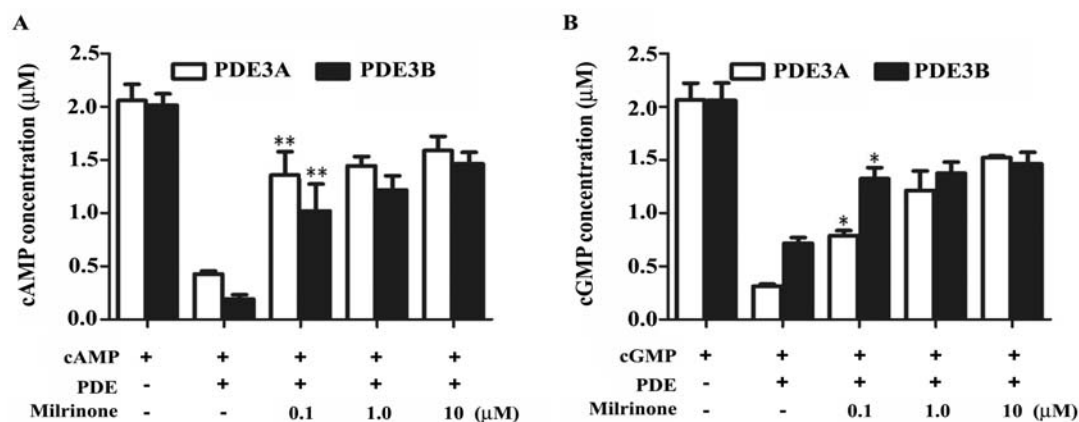 A
cAMP concentration (μM)
2.5
2.0
1.5
1.0
0.5
0.0
PDE3A PDE3B
** **
cAMP + + + + +
PDE - + + + +
Milrinone - - 0.1 1.0 10 (μM)
B
cGMP concentration (μM)
2.5
2.0
1.5
1.0
0.5
0.0
PDE3A PDE3B
* *
cGMP + + + + +
PDE - + + + +
Milrinone - - 0.1 1.0 10 (μM)